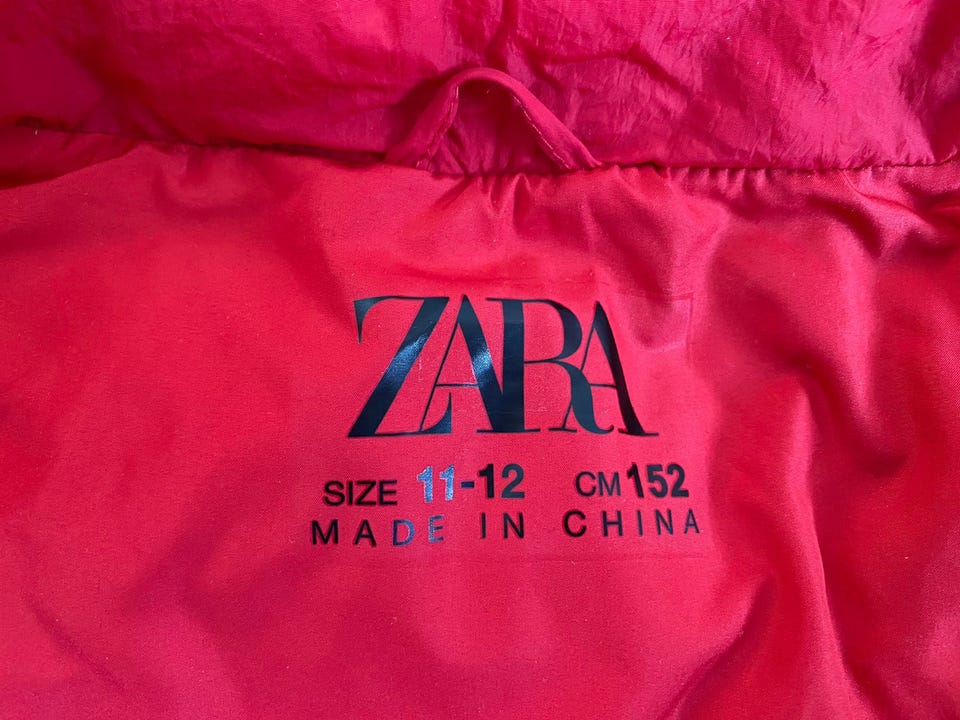 ZARA
SIZE 11-12 CM 152
MADE IN CHINA